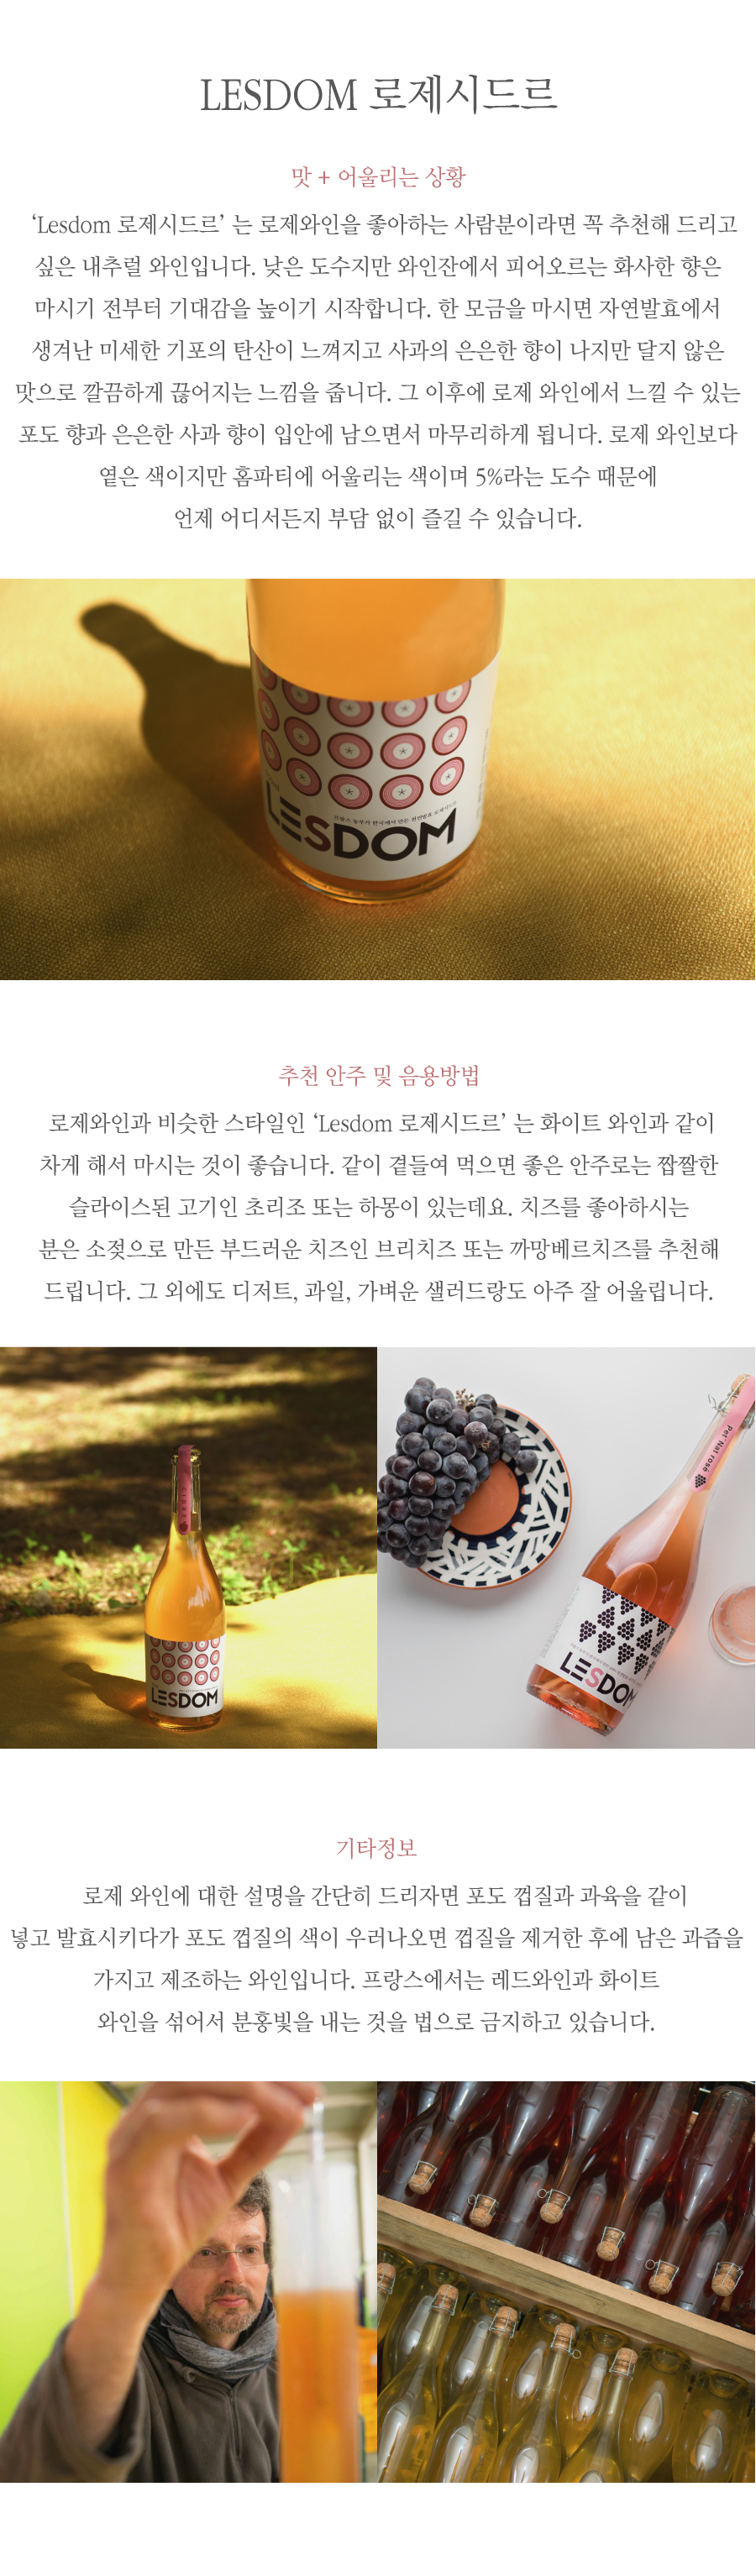 LESDOM 로제시드르
맛 + 어울리는 상황
‘Lesdom 로제시드르’ 는 로제와인을 좋아하는 사람분이라면 꼭 추천해 드리고
싶은 내추럴 와인입니다. 낮은 도수지만 와인잔에서 피어오르는 화사한 향은
마시기 전부터 기대감을 높이기 시작합니다. 한 모금을 마시면 자연발효에서
생겨난 미세한 기포의 탄산이 느껴지고 사과의 은은한 향이 나지만 달지 않은
맛으로 깔끔하게 끊어지는 느낌을 줍니다. 그 이후에 로제 와인에서 느낄 수 있는
포도 향과 은은한 사과 향이 입안에 남으면서 마무리하게 됩니다. 로제 와인보다
옅은 색이지만 홈파티에 어울리는 색이며 5%라는 도수 때문에
언제 어디서든지 부담 없이 즐길 수 있습니다.
프랑스 농부가 한국에서 만든 천연발효 로제시드르
LESDOM
추천 안주 및 음용방법
로제와인과 비슷한 스타일인 ‘Lesdom 로제시드르’ 는 화이트 와인과 같이
차게 해서 마시는 것이 좋습니다. 같이 곁들여 먹으면 좋은 안주로는 짭짤한
슬라이스된 고기인 초리조 또는 하몽이 있는데요. 치즈를 좋아하시는
분은 소젖으로 만든 부드러운 치즈인 브리치즈 또는 까망베르치즈를 추천해
드립니다. 그 외에도 디저트, 과일, 가벼운 샐러드랑도 아주 잘 어울립니다.
LESDOM
Pet Nat rosé
LESDOM
기타정보
로제 와인에 대한 설명을 간단히 드리자면 포도 껍질과 과육을 같이
넣고 발효시키다가 포도 껍질의 색이 우러나오면 껍질을 제거한 후에 남은 과즙을
가지고 제조하는 와인입니다. 프랑스에서는 레드와인과 화이트
와인을 섞어서 분홍빛을 내는 것을 법으로 금지하고 있습니다.